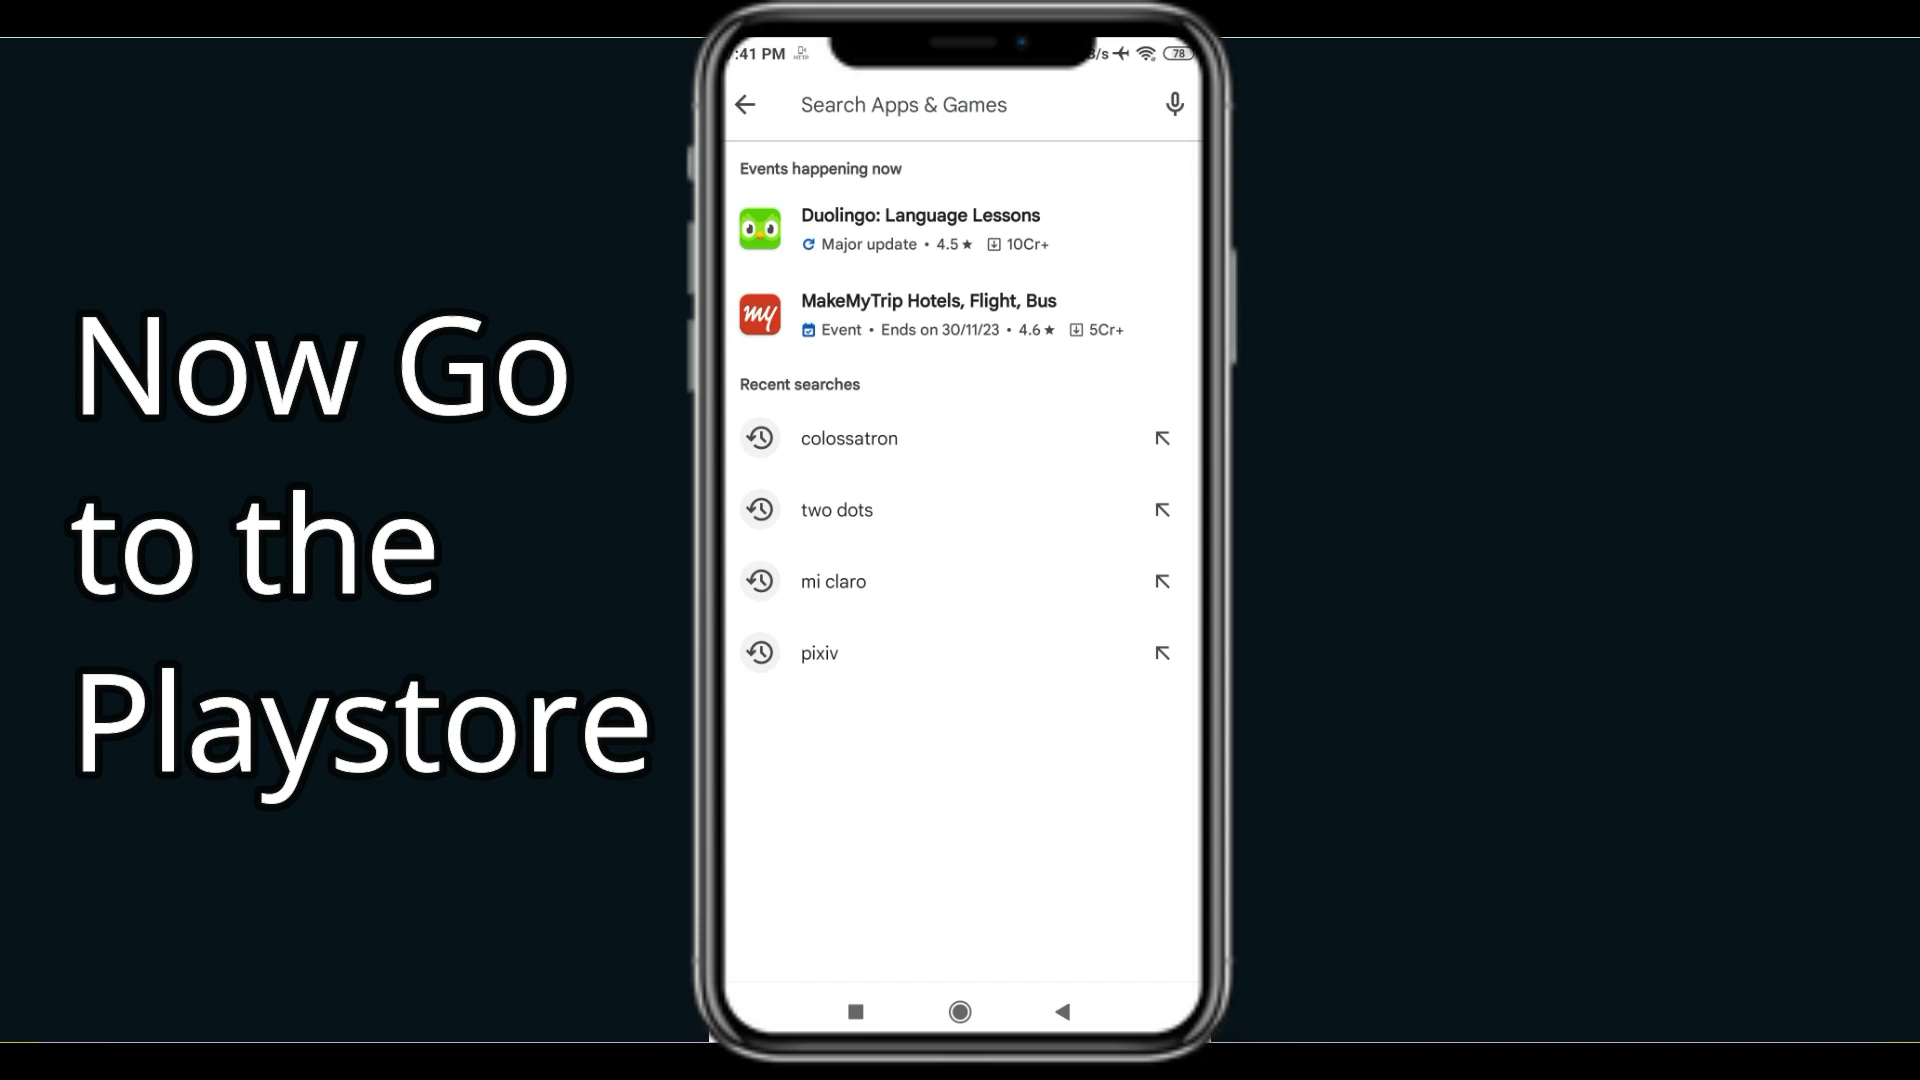 Now Go
to the
Playstore
:41 PM
/s
78
Search Apps & Games
Events happening now
Duolingo: Language Lessons
Major update • 4.5★ 10Cr+
my
MakeMyTrip Hotels, Flight, Bus
Event • Ends on 30/11/23 • 4.6★ 5Cr+
Recent searches
colossatron
two dots
mi claro
pixiv